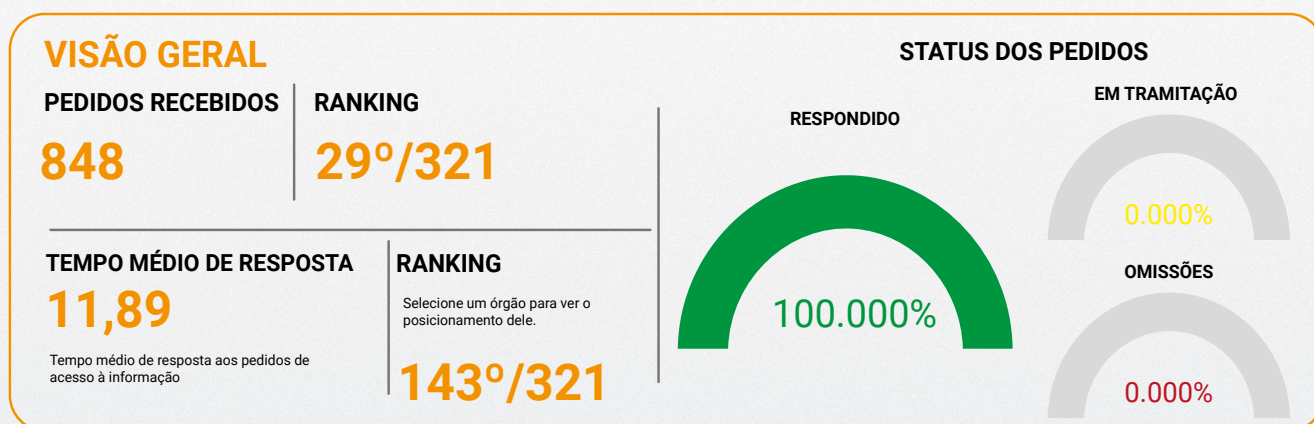 VISÃO GERAL
PEDIDOS RECEBIDOS
848
RANKING
29º/321
TEMPO MÉDIO DE RESPOSTA
11,89
Tempo médio de resposta aos pedidos de
acesso à informação
RANKING
Selecione um órgão para ver o
posicionamento dele.
143º/321
STATUS DOS PEDIDOS
RESPONDIDO
100.000%
EM TRAMITAÇÃO
0.000%
OMISSÕES
0.000%